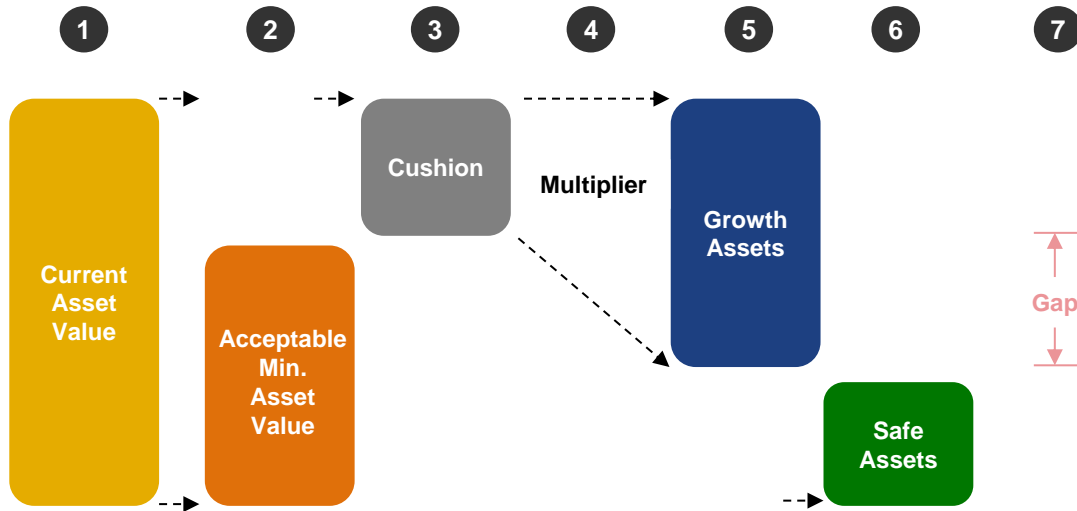 1
2
3
4
5
6
7
Cushion
Multiplier
Growth
Assets
Current
Asset
Value
Gap
Acceptable
Min.
Asset
Value
Safe
Assets